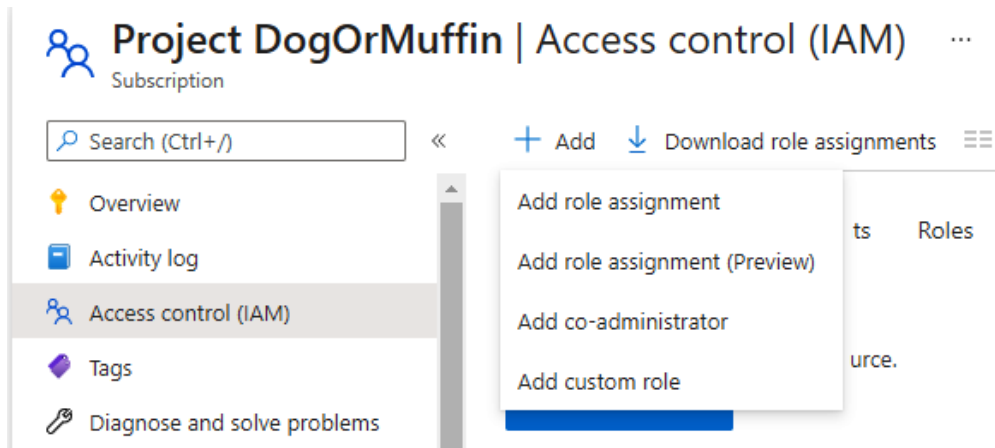 Project DogOrMuffin | Access control (IAM) ...
Subscription
Search (Ctrl+/) «
+ Add Download role assignments
Overview
Activity log
Access control (IAM)
Tags
Diagnose and solve problems
Add role assignment
Add role assignment (Preview)
Add co-administrator
Add custom role
ts Roles
urce.